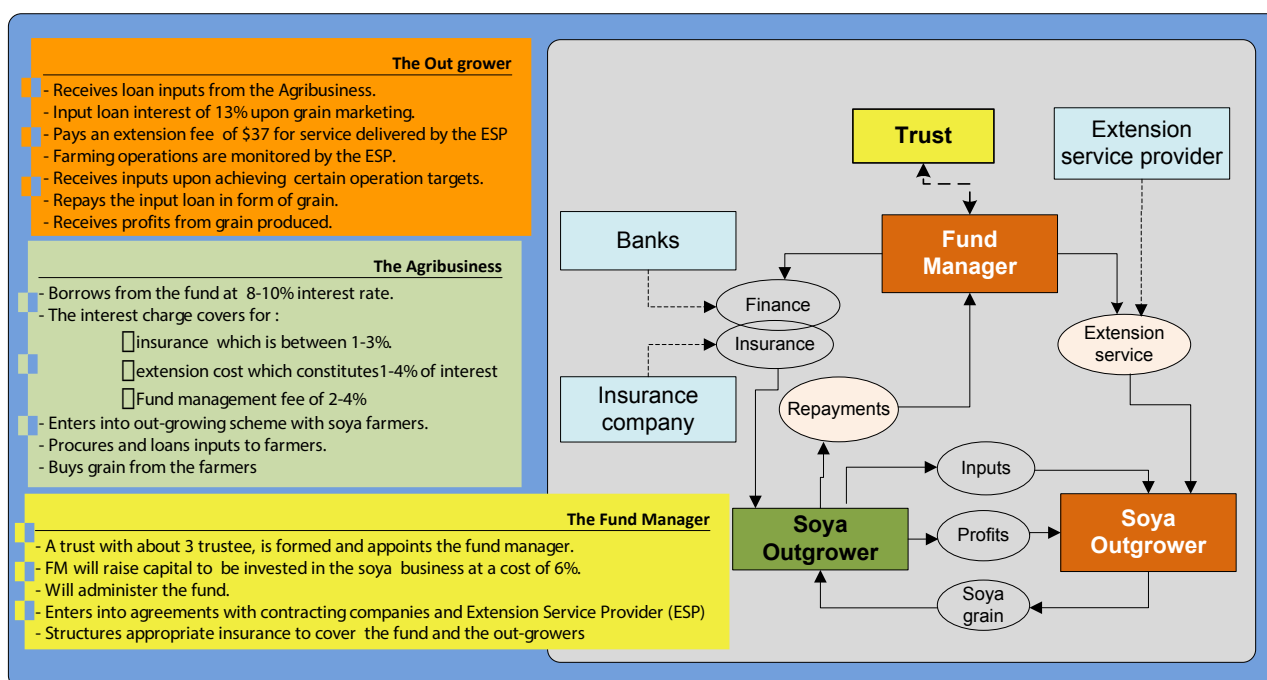 The Out grower
- Receives loan inputs from the Agribusiness.
- Input loan interest of 13% upon grain marketing.
- Pays an extension fee of $37 for service delivered by the ESP
- Farming operations are monitored by the ESP.
- Receives inputs upon achieving certain operation targets.
- Repays the input loan in form of grain.
- Receives profits from grain produced.
The Agribusiness
- Borrows from the fund at 8-10% interest rate.
- The interest charge covers for :
insurance which is between 1-3%.
extension cost which constitutes1-4% of interest
Fund management fee of 2-4%
- Enters into out-growing scheme with soya farmers.
- Procures and loans inputs to farmers.
- Buys grain from the farmers
The Fund Manager
- A trust with about 3 trustee, is formed and appoints the fund manager.
- FM will raise capital to be invested in the soya business at a cost of 6%.
- Will administer the fund.
- Enters into agreements with contracting companies and Extension Service Provider (ESP)
- Structures appropriate insurance to cover the fund and the out-growers
Trust
Extension
service provider
Banks
Fund
Manager
Finance
Insurance
Extension
service
Insurance
company
Repayments
Inputs
Soya
Outgrower
Profits
Soya
Outgrower
Soya
grain